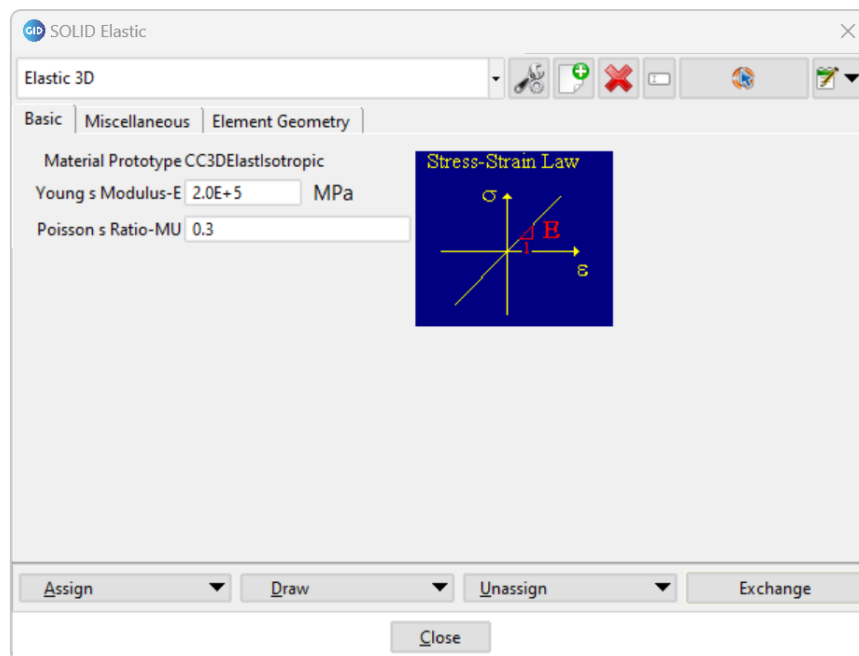 GiD SOLID Elastic
Elastic 3D
Basic Miscellaneous Element Geometry
Material Prototype CC3DElastIsotropic
Young s Modulus-E 2.0E+5 MPa
Poisson s Ratio-MU 0.3
Stress-Strain Law
σ
E
1
ε
Assign Draw Unassign Exchange
Close